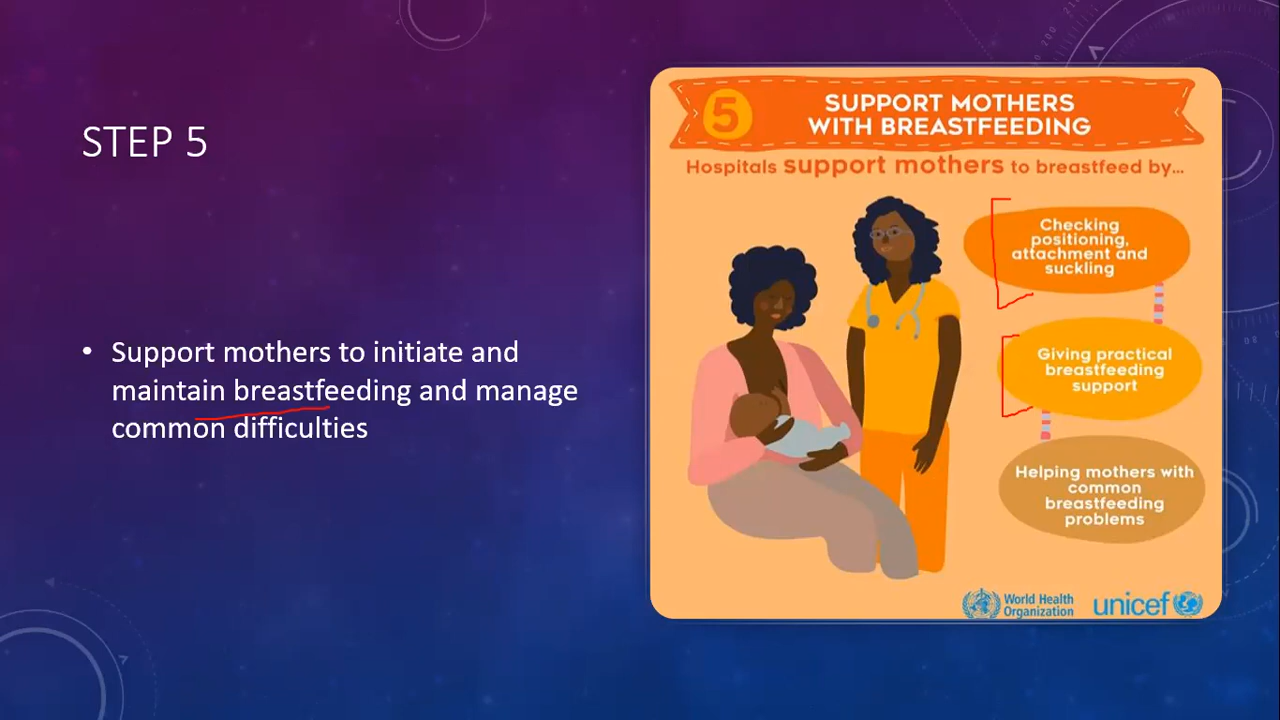 STEP 5
• Support mothers to initiate and
maintain breastfeeding and manage
common difficulties
5
SUPPORT MOTHERS
WITH BREASTFEEDING
Hospitals support mothers to breastfeed by...
Checking
positioning,
attachment and
suckling
Giving practical
breastfeeding
support
Helping mothers with
common
breastfeeding
problems
World Health
Organization
unicef